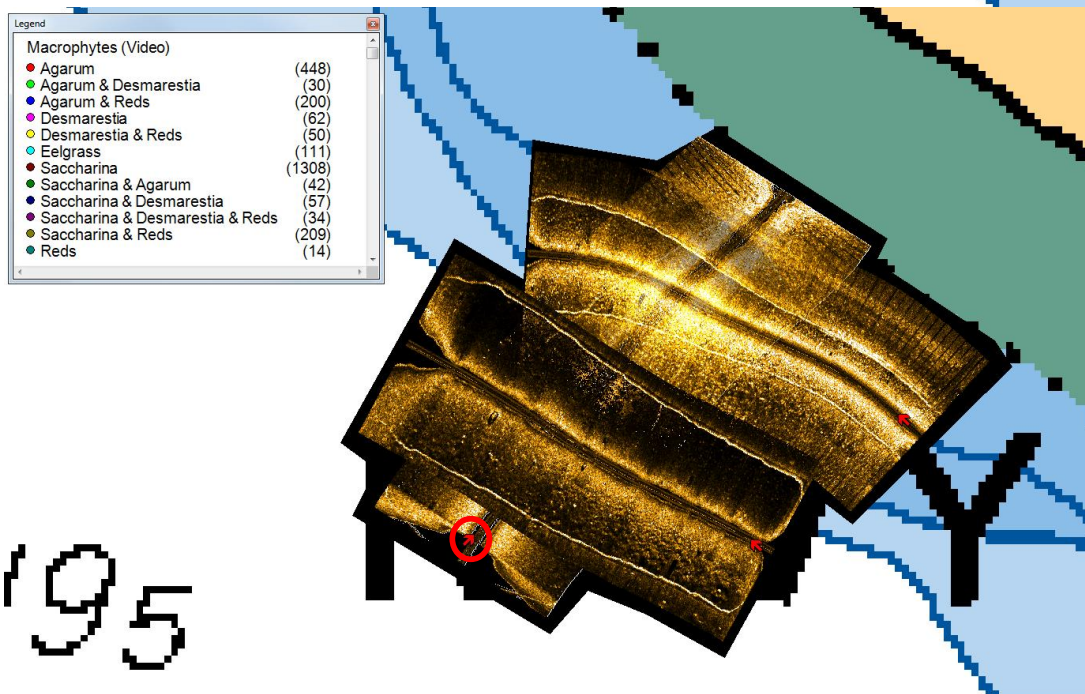 Legend
Macrophytes (Video)
Agarum (448)
Agarum & Desmarestia (30)
Agarum & Reds (200)
Desmarestia (62)
Desmarestia & Reds (50)
Eelgrass (111)
Saccharina (1308)
Saccharina & Agarum (42)
Saccharina & Desmarestia (57)
Saccharina & Desmarestia & Reds (34)
Saccharina & Reds (209)
Reds (14)
Y
195